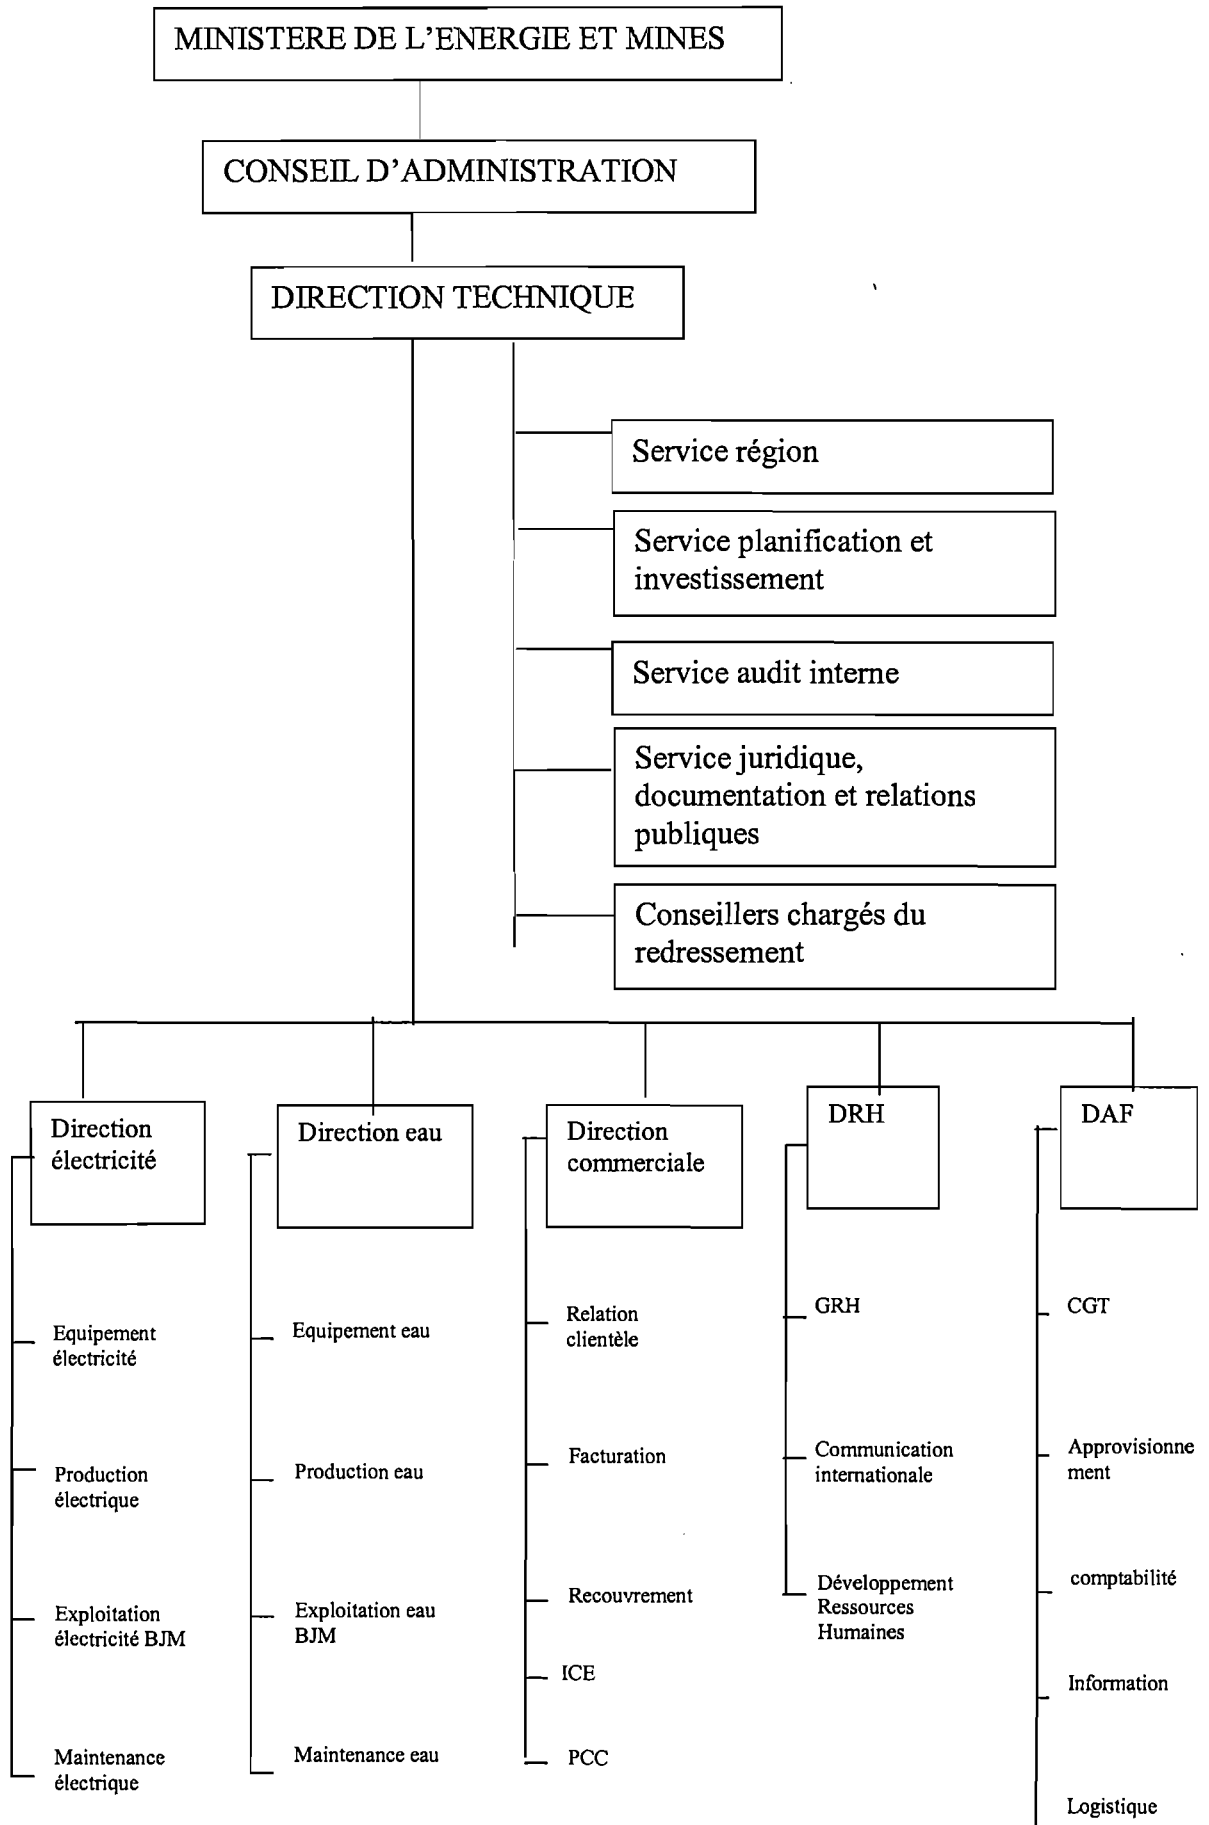 MINISTERE DE L'ENERGIE ET MINES
CONSEIL D'ADMINISTRATION
DIRECTION TECHNIQUE
Service région
Service planification et
investissement
Service audit interne
Service juridique,
documentation et relations
publiques
Conseillers chargés du
redressement
Direction
électricité
Equipement
électricité
Production
électrique
Exploitation
électricité BJM
Maintenance
électrique
Direction eau
Equipement eau
Production eau
Exploitation eau
BJM
Maintenance eau
Direction
commerciale
Relation
clientèle
Facturation
Recouvrement
ICE
PCC
DRH
GRH
Communication
internationale
Développement
Ressources
Humaines
DAF
CGT
Approvisionne
ment
comptabilité
Information
Logistique